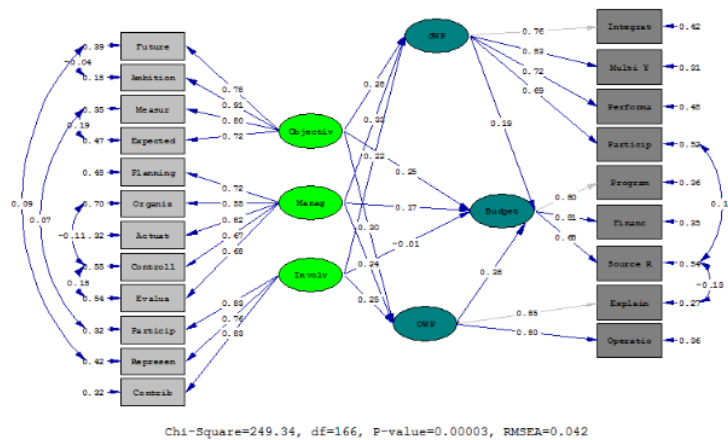 0.39
Future
-0.04
0.18
Ambition
0.35
Measur
0.19
0.47
Expected
0.48
Planning
0.70
Organis
-0.11
.32
Actuat
0.55
Controll
0.18
0.54
Evalua
0.32
Particip
0.42
Represen
0.32
Contrib
0.09
0.07
0.78
0.91
0.80
0.72
0.72
0.55
0.82
0.67
0.68
0.83
0.76
0.83
Objectiv
Manag
Involv
0.28
0.33
0.22
0.25
0.17
-0.01
0.30
0.24
0.25
SWP
Budget
OWP
0.19
0.38
0.76
0.83
0.72
0.69
0.80
0.81
0.68
0.85
0.80
Integrat
0.42
Multi Y
0.31
Performa
0.48
Particip
0.52
Program
0.36
Financ
0.35
Source R
0.54
Explain
0.27
Operatio
0.36
0.1
-0.13
Chi-Square=249.34, df=166, P-value=0.00003, RMSEA=0.042